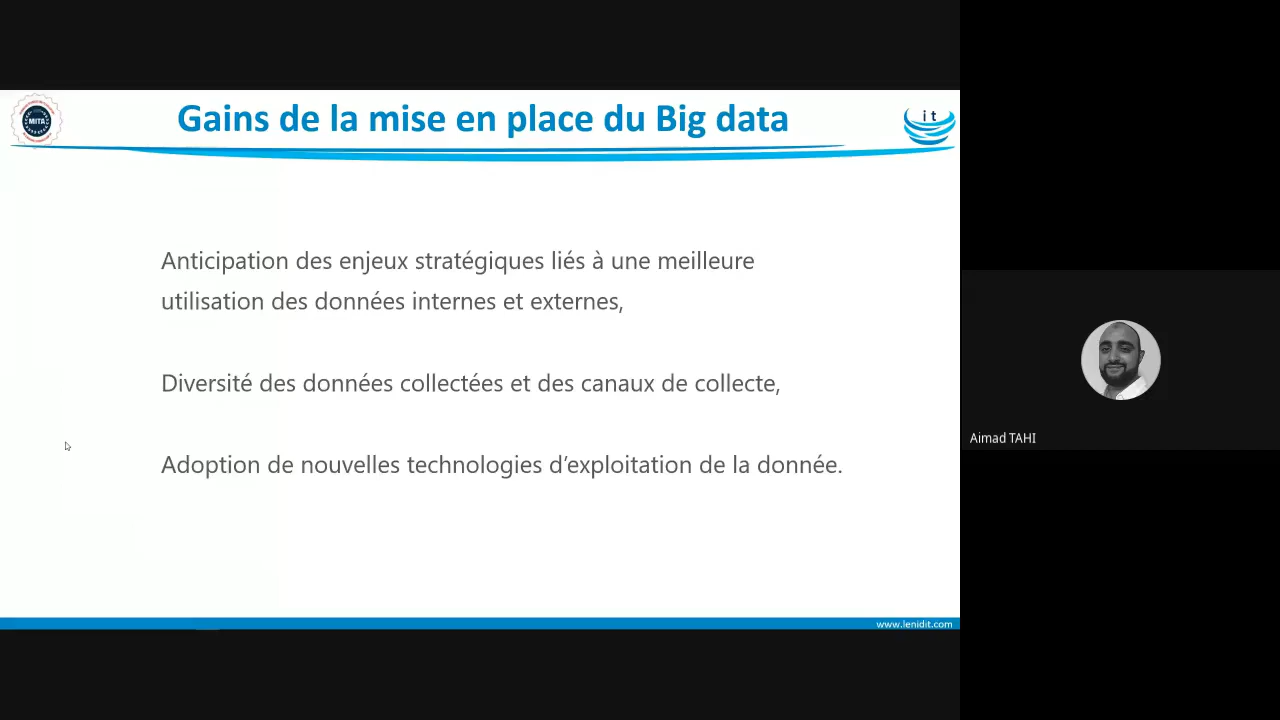 Gains de la mise en place du Big data
MITA
it
Anticipation des enjeux stratégiques liés à une meilleure
utilisation des données internes et externes,
Diversité des données collectées et des canaux de collecte,
Adoption de nouvelles technologies d’exploitation de la donnée.
Aimad TAHI
www.lenidit.com